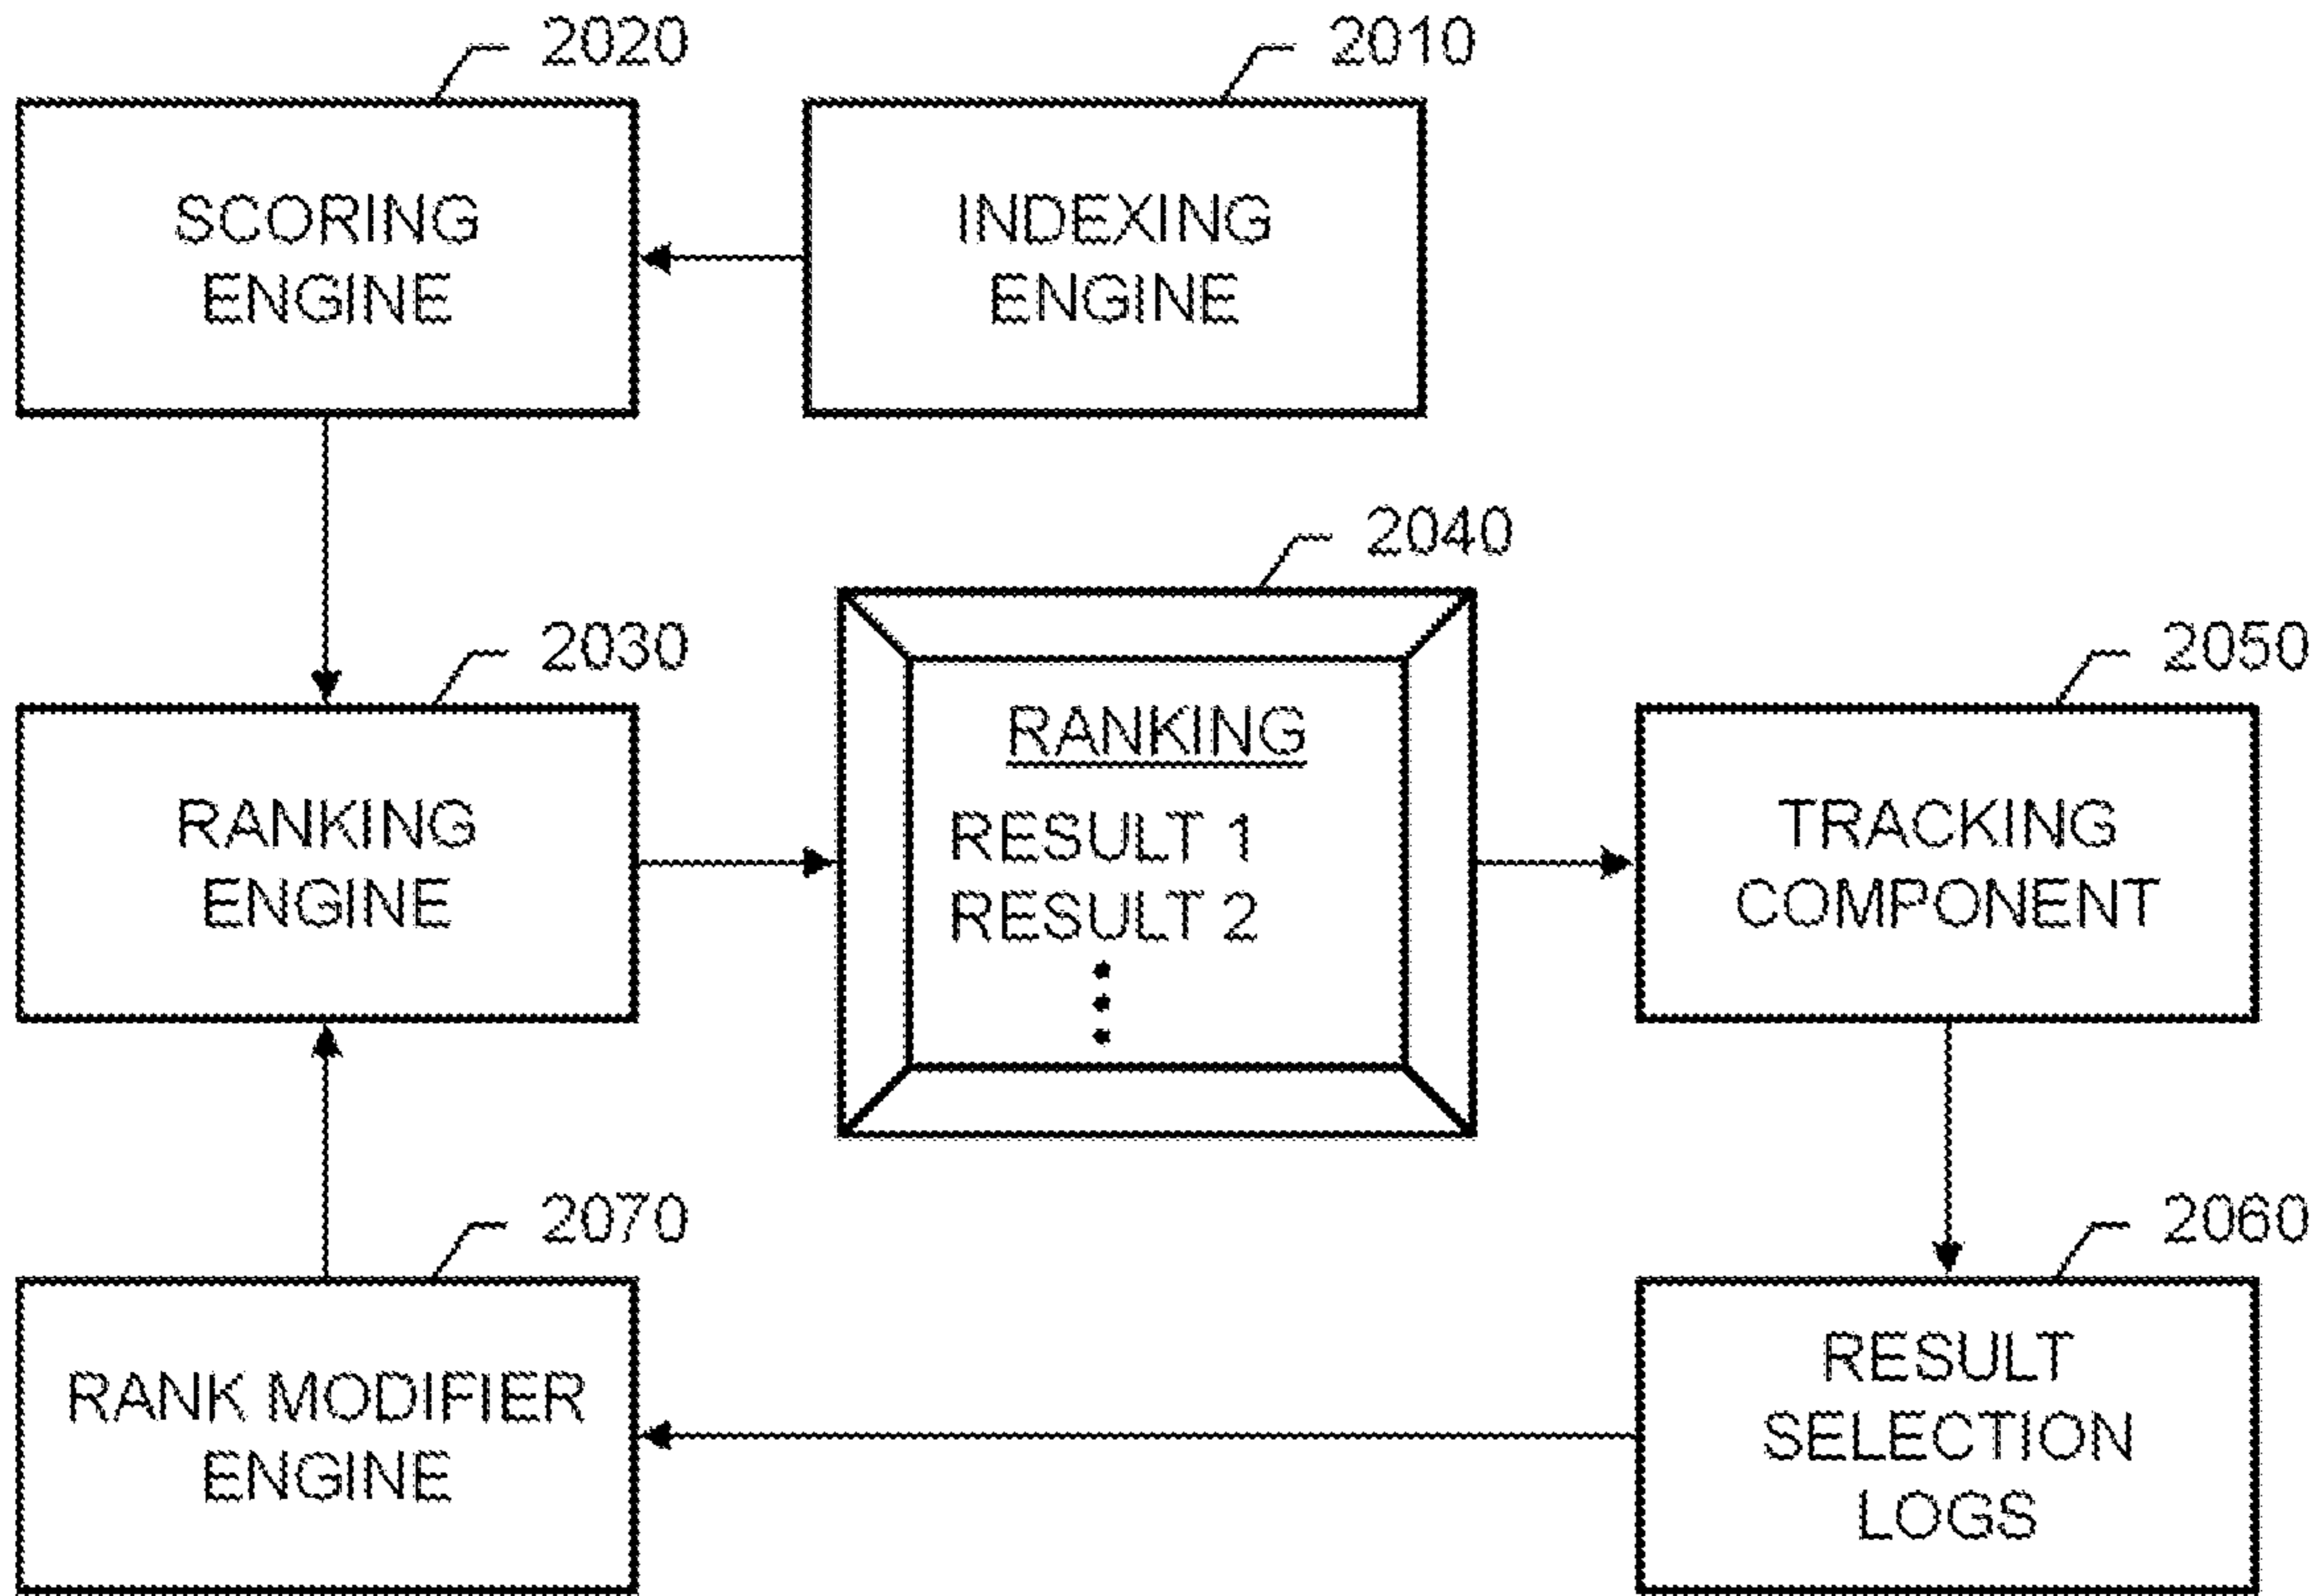 2020
2010
SCORING
ENGINE
INDEXING
ENGINE
2040
2030
2050
RANKING
ENGINE
RANKING
RESULT 1
RESULT 2
TRACKING
COMPONENT
2070
2060
RANK MODIFIER
ENGINE
RESULT
SELECTION
LOGS